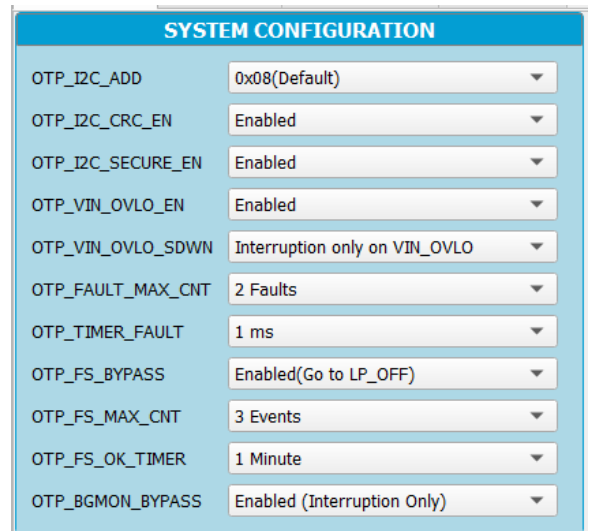 SYSTEM CONFIGURATION
OTP_I2C_ADD 0x08(Default)
OTP_I2C_CRC_EN Enabled
OTP_I2C_SECURE_EN Enabled
OTP_VIN_OVLO_EN Enabled
OTP_VIN_OVLO_SDWN Interruption only on VIN_OVLO
OTP_FAULT_MAX_CNT 2 Faults
OTP_TIMER_FAULT 1 ms
OTP_FS_BYPASS Enabled(Go to LP_OFF)
OTP_FS_MAX_CNT 3 Events
OTP_FS_OK_TIMER 1 Minute
OTP_BGMON_BYPASS Enabled (Interruption Only)